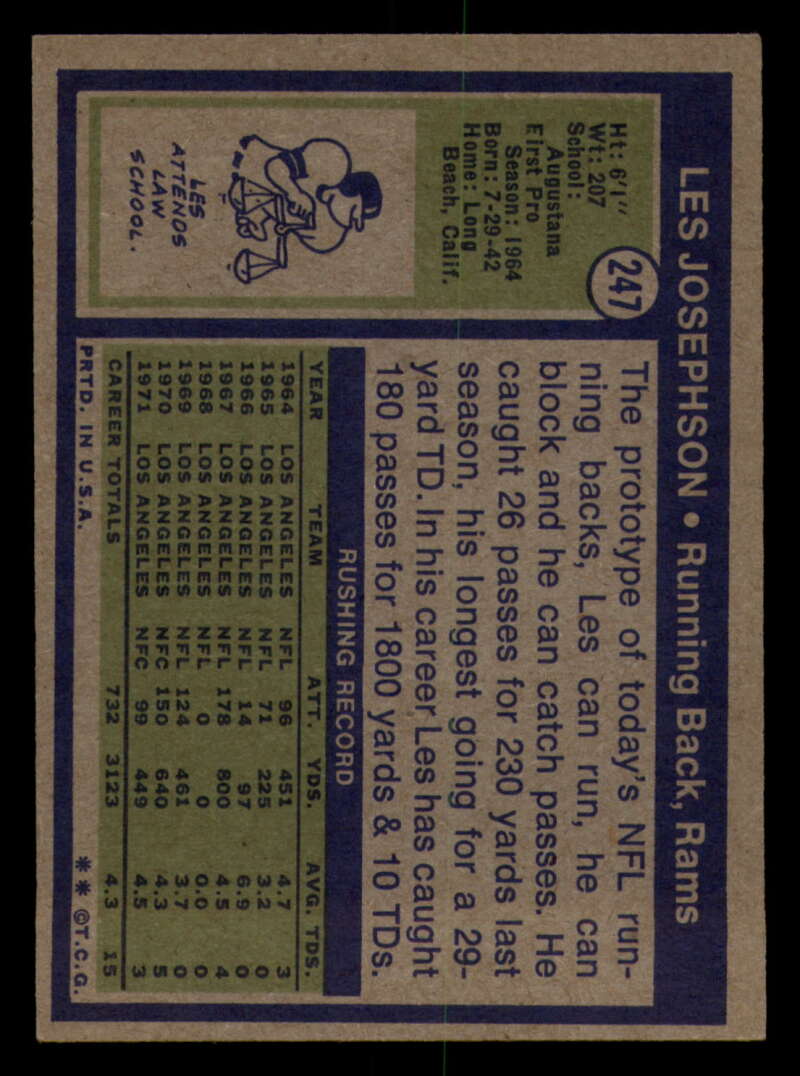 LES JOSEPHSON • Running Back, Rams
247
Ht: 6'1"
Wt: 207
School:
Augustana
First Pro
Season: 1964
Born: 7-29-42
Home: Long
Beach, Calif.
LES
ATTENDS
LAW
SCHOOL.
The prototype of today's NFL run-
ning backs, Les can run, he can
block and he can catch passes. He
caught 26 passes for 230 yards last
season, his longest going for a 29-
yard TD. In his career Les has caught
180 passes for 1800 yards & 10 TDs.
RUSHING RECORD
YEAR TEAM ATT. YDS. AVG. TDS.
1964 LOS ANGELES NFL 96 451 4.7 3
1965 LOS ANGELES NFL 71 225 3.2 0
1966 LOS ANGELES NFL 14 97 6.9 0
1967 LOS ANGELES NFL 178 800 4.5 4
1968 LOS ANGELES NFL 0 0 0.0 0
1969 LOS ANGELES NFL 124 461 3.7 0
1970 LOS ANGELES NFC 150 640 4.3 5
1971 LOS ANGELES NFC 99 449 4.5 3
CAREER TOTALS 732 3123 4.3 15
PRTD. IN U.S.A. ** ©T.C.G.